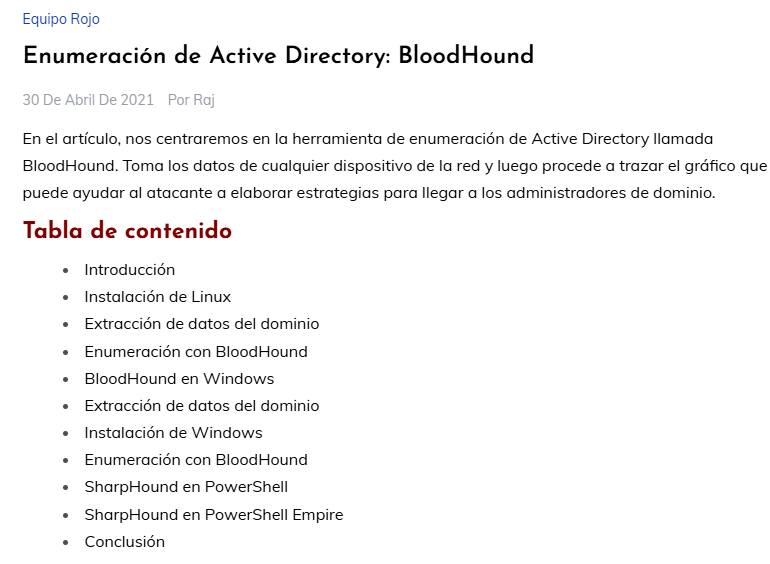 Equipo Rojo
Enumeración de Active Directory: BloodHound
30 De Abril De 2021 Por Raj
En el artículo, nos centraremos en la herramienta de enumeración de Active Directory llamada
BloodHound. Toma los datos de cualquier dispositivo de la red y luego procede a trazar el gráfico que
puede ayudar al atacante a elaborar estrategias para llegar a los administradores de dominio.
Tabla de contenido
• Introducción
• Instalación de Linux
• Extracción de datos del dominio
• Enumeración con BloodHound
• BloodHound en Windows
• Extracción de datos del dominio
• Instalación de Windows
• Enumeración con BloodHound
• SharpHound en PowerShell
• SharpHound en PowerShell Empire
• Conclusión